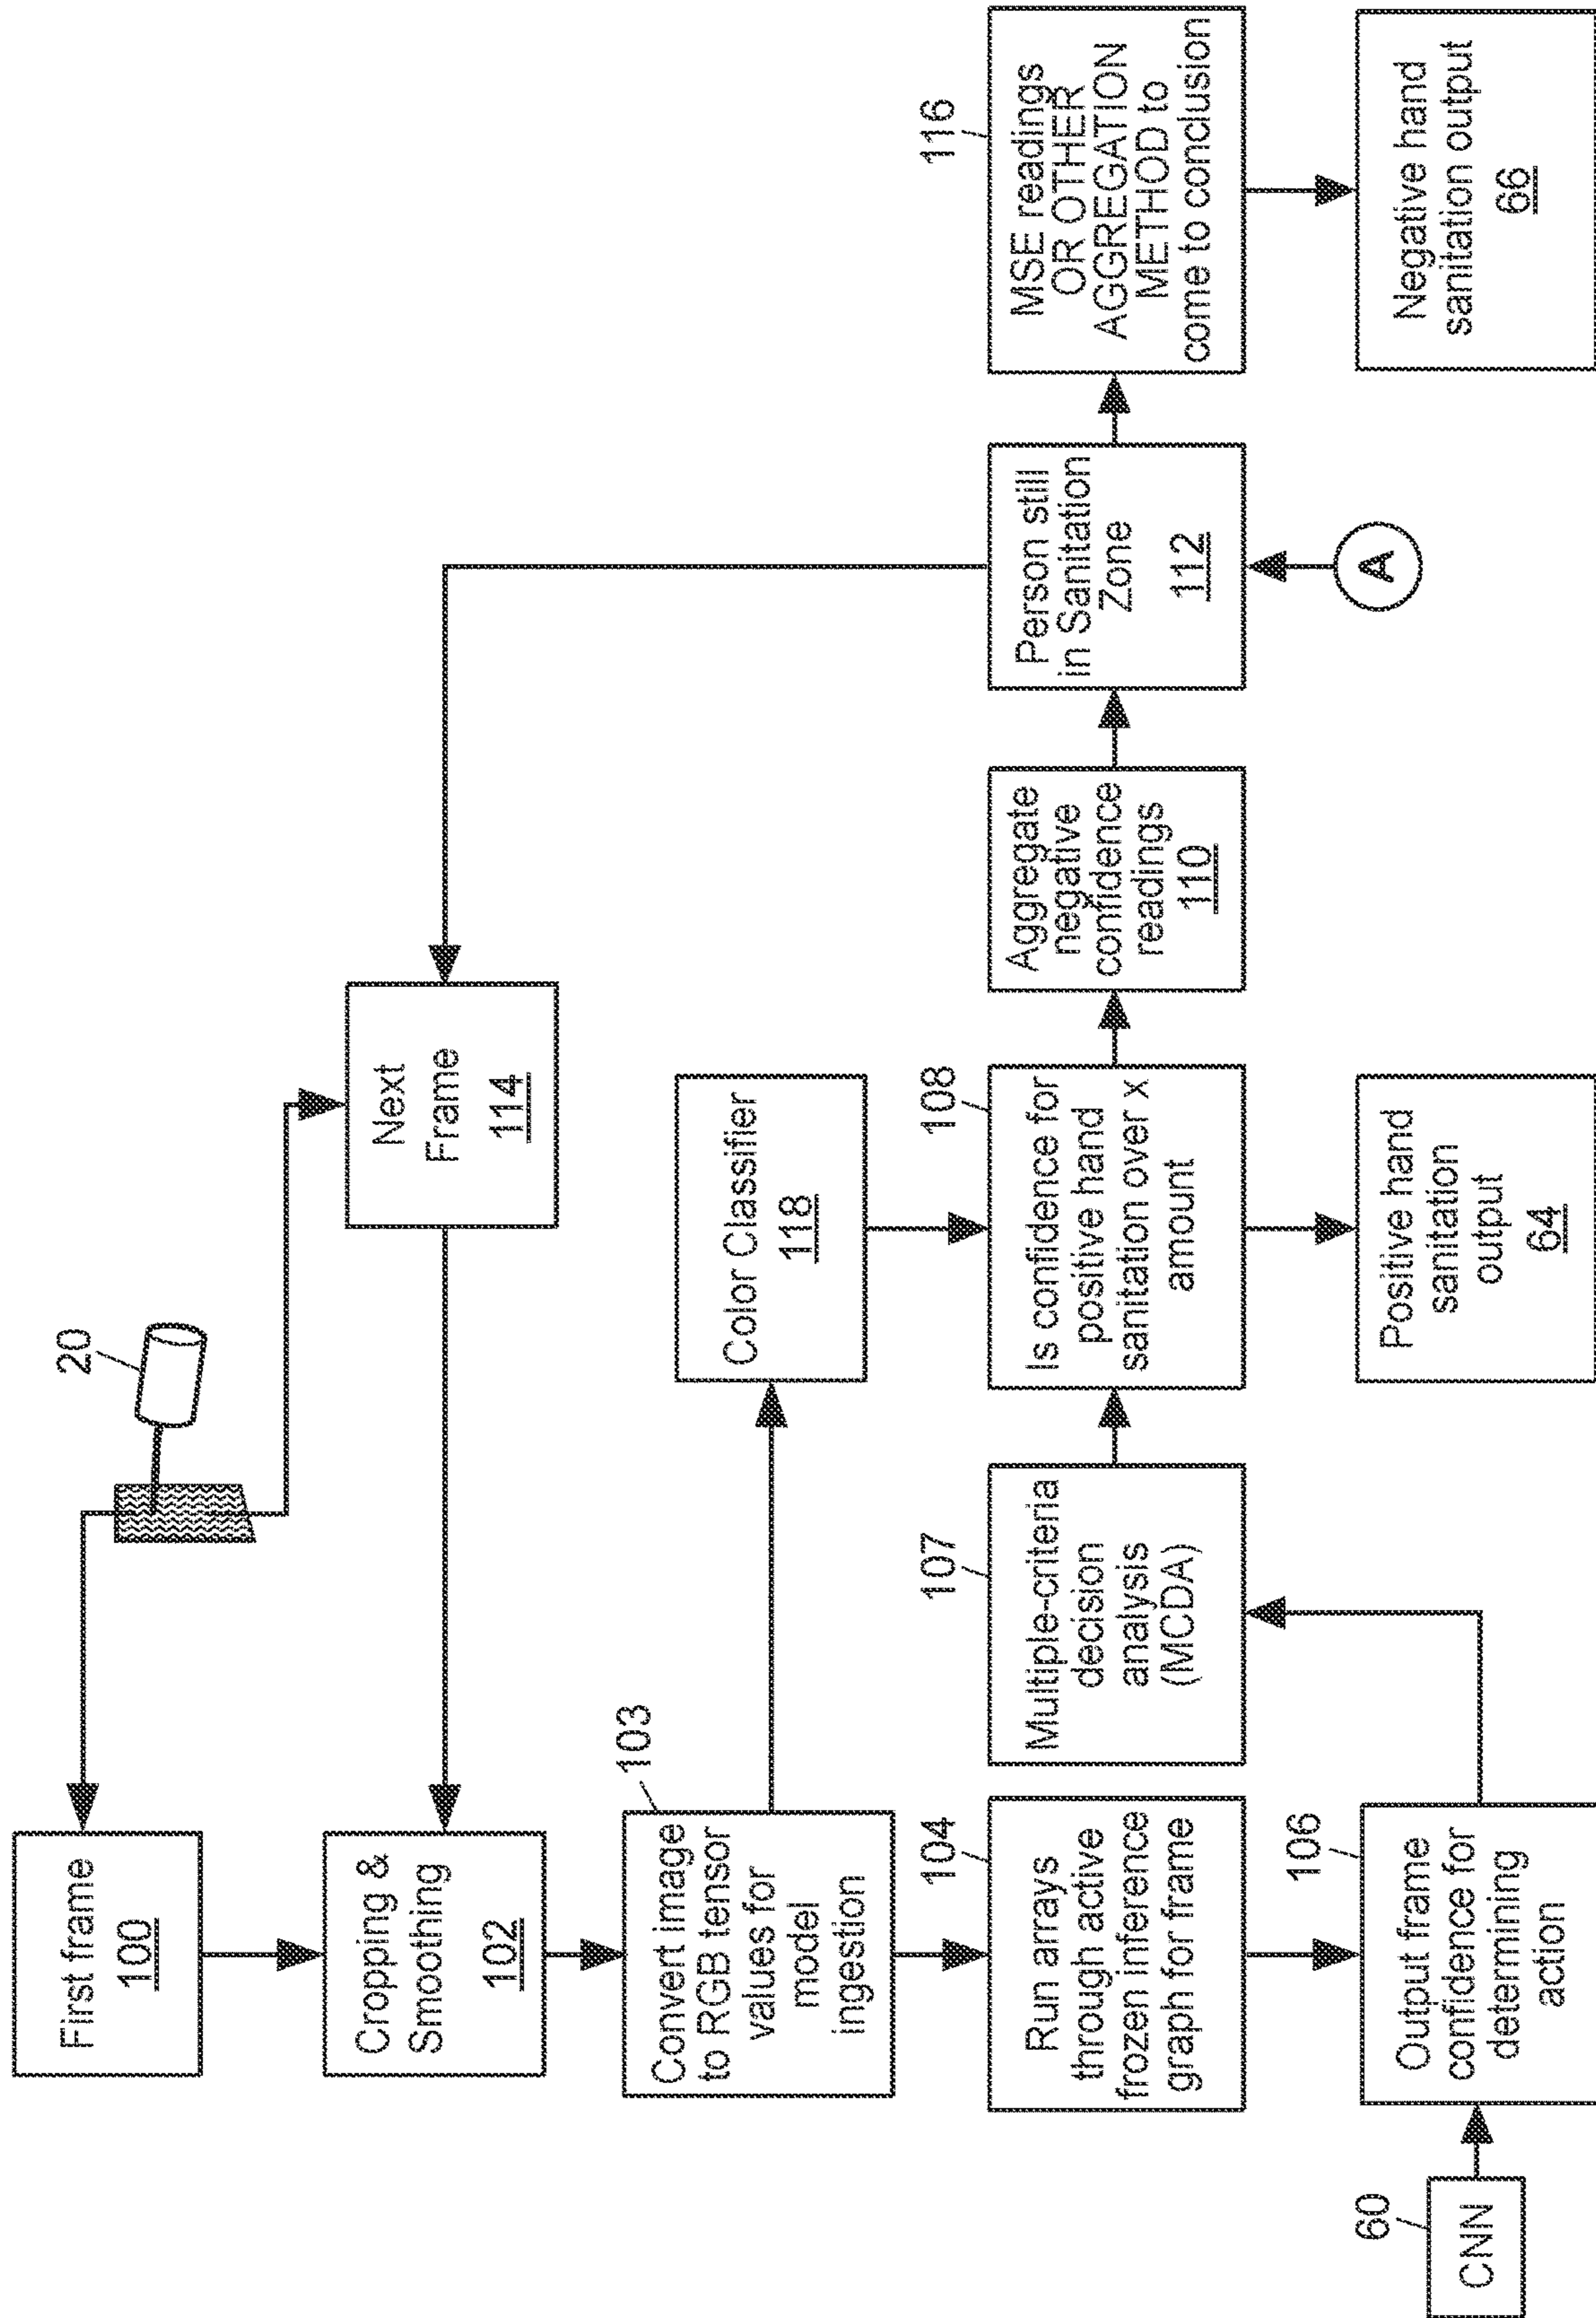 20
First frame
100
Next
Frame
114
Cropping &
Smoothing
102
103
Convert image
to RGB tensor
values for
model
ingestion
Color Classifier
118
104
Run arrays
through active
frozen inference
graph for frame
107
Multiple-criteria
decision
analysis
(MCDA)
108
Is confidence for
positive hand
sanitation over x
amount
Aggregate
negative
confidence
readings
110
Person still
in Sanitation
Zone
112
116
MSE readings
OR OTHER
AGGREGATION
METHOD to
come to conclusion
60
CNN
106
Output frame
confidence for
determining
action
Positive hand
sanitation
output
64
A
Negative hand
sanitation output
66